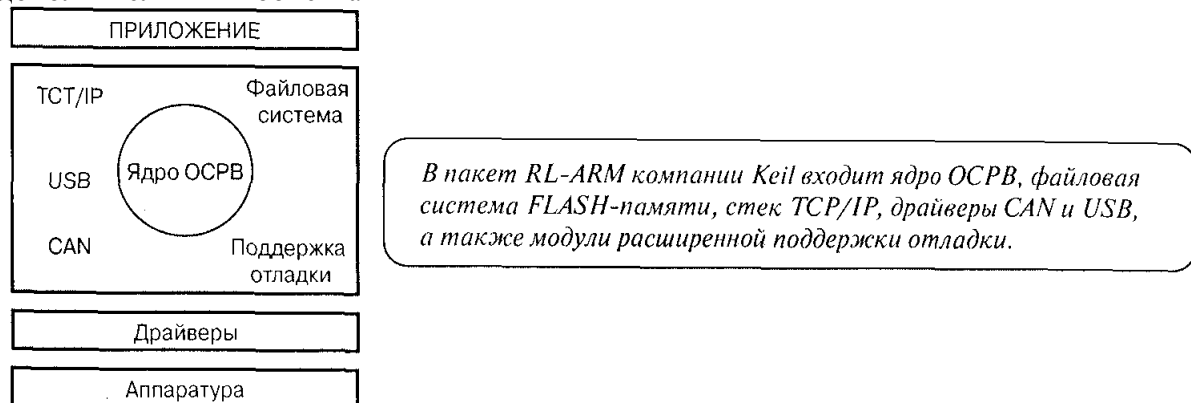 ПРИЛОЖЕНИЕ
TCT/IP
Файловая
система
Ядро ОСРВ
USB
CAN
Поддержка
отладки
Драйверы
Аппаратура
В пакет RL-ARM компании Keil входит ядро ОСРВ, файловая
система FLASH-памяти, стек TCP/IP, драйверы CAN и USB,
а также модули расширенной поддержки отладки.